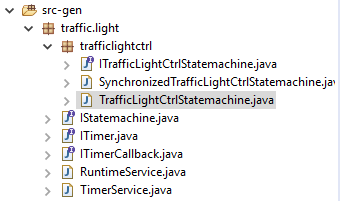 src-gen
traffic.light
trafficlightctrl
ITrafficLightCtrlStatemachine.java
SynchronizedTrafficLightCtrlStatemachine.jav
TrafficLightCtrlStatemachine.java
IStatemachine.java
ITimer.java
ITimerCallback.java
RuntimeService.java
TimerService.java